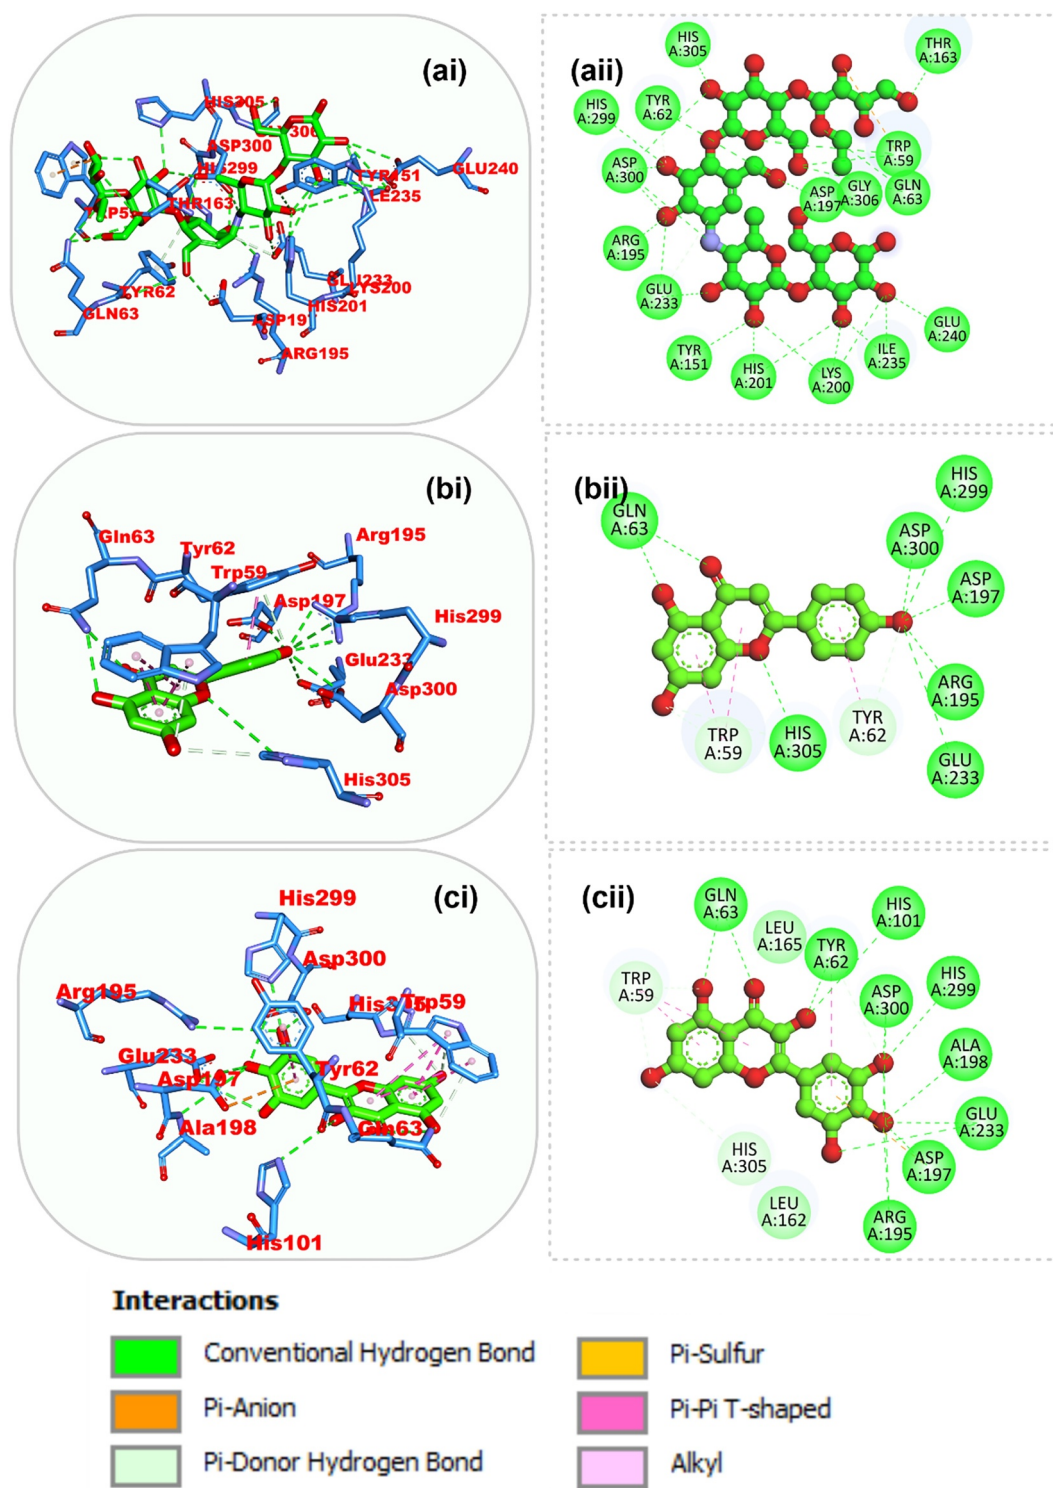 (ai)
HIS305
306
ASP300
HIS299
TYR151
GLU240
ILE235
THR163
TRP59
TYR62
GLN63
GLU233
LYS200
HIS201
ASP197
ARG195
(aii)
HIS
A:305
THR
A:163
HIS
A:299
TYR
A:62
TRP
A:59
ASP
A:300
ASP
A:197
GLY
A:306
GLN
A:63
ARG
A:195
GLU
A:233
GLU
A:240
TYR
A:151
HIS
A:201
LYS
A:200
ILE
A:235
(bi)
Gln63
Tyr62
Trp59
Arg195
Asp197
His299
Glu233
Asp300
His305
(bii)
GLN
A:63
HIS
A:299
ASP
A:300
ASP
A:197
ARG
A:195
TRP
A:59
HIS
A:305
TYR
A:62
GLU
A:233
(ci)
His299
Asp300
Arg195
His305
Trp59
Glu233
Asp197
Tyr62
Ala198
Gln63
His101
(cii)
GLN
A:63
LEU
A:165
TYR
A:62
HIS
A:101
TRP
A:59
ASP
A:300
HIS
A:299
ALA
A:198
GLU
A:233
HIS
A:305
ASP
A:197
LEU
A:162
ARG
A:195
Interactions
Conventional Hydrogen Bond
Pi-Anion
Pi-Donor Hydrogen Bond
Pi-Sulfur
Pi-Pi T-shaped
Alkyl